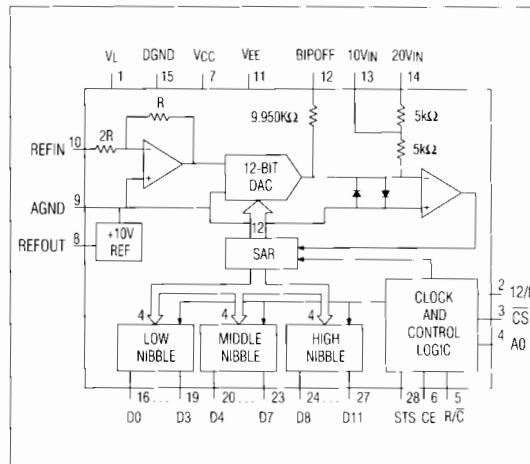 VL DGND VCC VEE BIPOFF 10VIN 20VIN
1 15 7 11 12 13 14
R
9.950KΩ
5kΩ
REFIN 10 2R
5kΩ
12-BIT
DAC
AGND 9
REFOUT 8
+10V
REF
12
SAR
4 4 4
CLOCK
AND
CONTROL
LOGIC
2
3 CS
4 A0
LOW
NIBBLE
MIDDLE
NIBBLE
HIGH
NIBBLE
16 ... 19 20 ... 23 24 ... 27 28 6 5
D0 D3 D4 D7 D8 D11 STS CE R/C